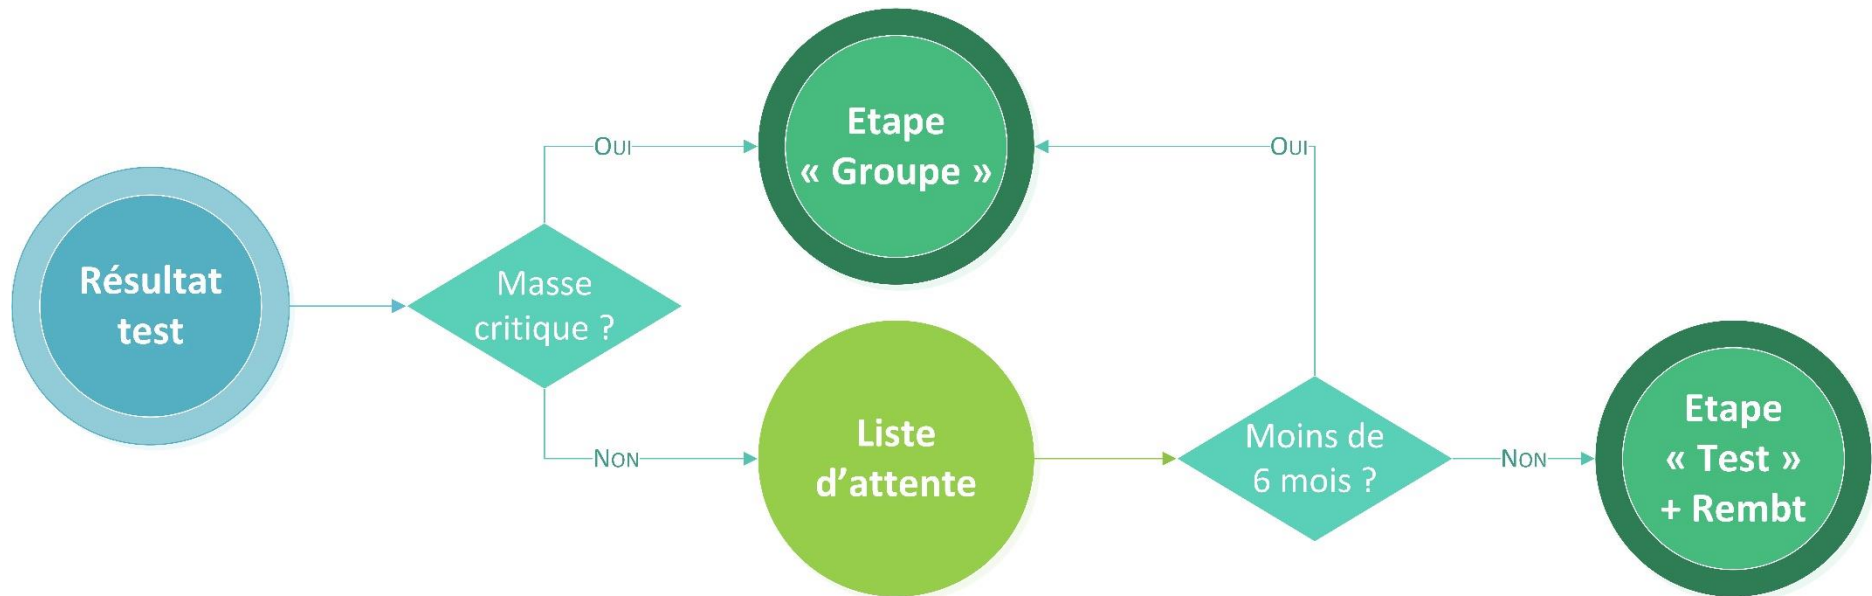 Résultat
test
Masse
critique ?
OUI
Etape
« Groupe »
NON
Liste
d’attente
Moins de
6 mois ?
OUI
NON
Etape
« Test »
+ Rembt